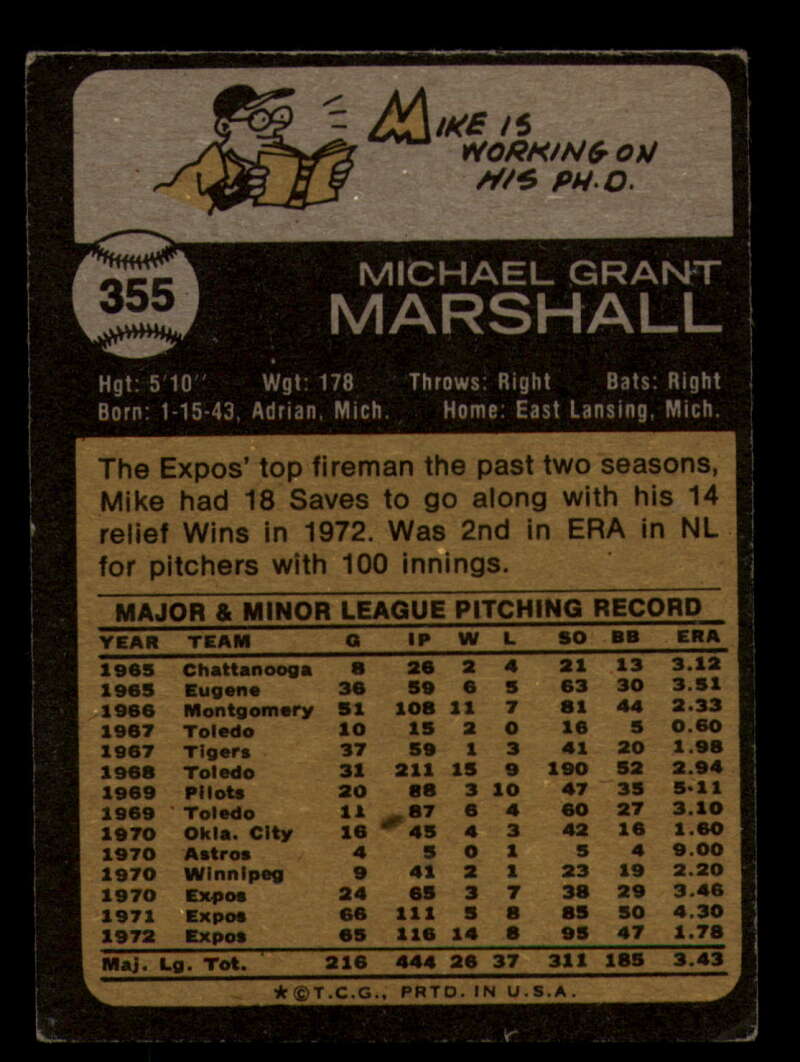 MIKE IS
WORKING ON
HIS PH.D.
355
MICHAEL GRANT
MARSHALL
Hgt: 5'10" Wgt: 178 Throws: Right Bats: Right
Born: 1-15-43, Adrian, Mich. Home: East Lansing, Mich.
The Expos' top fireman the past two seasons,
Mike had 18 Saves to go along with his 14
relief Wins in 1972. Was 2nd in ERA in NL
for pitchers with 100 innings.
MAJOR & MINOR LEAGUE PITCHING RECORD
YEAR TEAM G IP W L SO BB ERA
1965 Chattanooga 8 26 2 4 21 13 3.12
1965 Eugene 36 59 6 5 63 30 3.51
1966 Montgomery 51 108 11 7 81 44 2.33
1967 Toledo 10 15 2 0 16 5 0.60
1967 Tigers 37 59 1 3 41 20 1.98
1968 Toledo 31 211 15 9 190 52 2.94
1969 Pilots 20 88 3 10 47 35 5.11
1969 Toledo 11 87 6 4 60 27 3.10
1970 Okla. City 16 45 4 3 42 16 1.60
1970 Astros 4 5 0 1 5 4 9.00
1970 Winnipeg 9 41 2 1 23 19 2.20
1970 Expos 24 65 3 7 38 29 3.46
1971 Expos 66 111 5 8 85 50 4.30
1972 Expos 65 116 14 8 95 47 1.78
Maj. Lg. Tot. 216 444 26 37 311 185 3.43
★©T.C.G., PRTD. IN U.S.A.